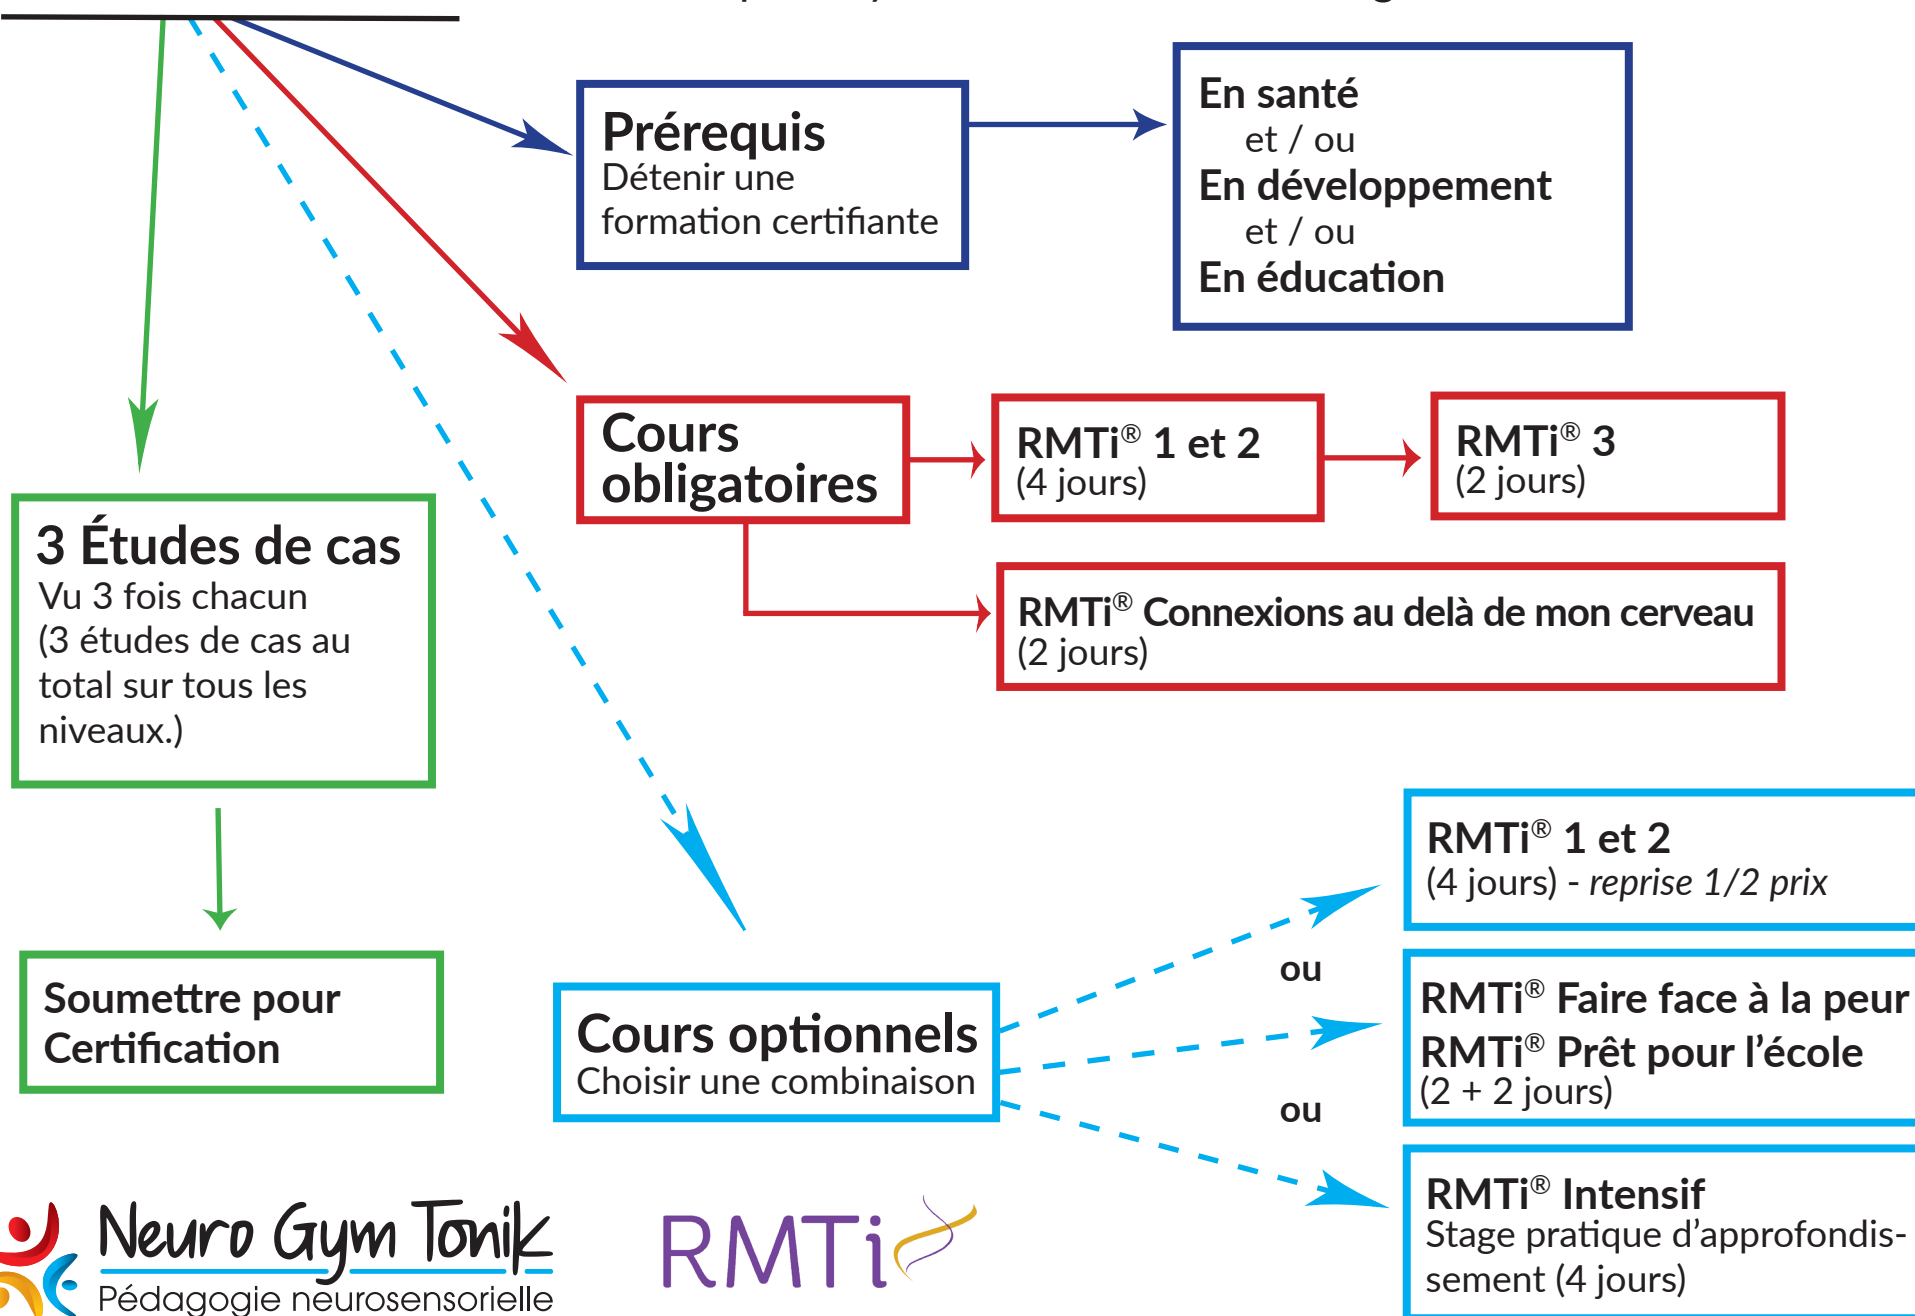 Prérequis
Détenir une
formation certifiante
En santé
et / ou
En développement
et / ou
En éducation
Cours
obligatoires
RMTi® 1 et 2
(4 jours)
RMTi® 3
(2 jours)
RMTi® Connexions au delà de mon cerveau
(2 jours)
3 Études de cas
Vu 3 fois chacun
(3 études de cas au
total sur tous les
niveaux.)
Soumettre pour
Certification
Cours optionnels
Choisir une combinaison
ou
ou
RMTi® 1 et 2
(4 jours) - reprise 1/2 prix
RMTi® Faire face à la peur
RMTi® Prêt pour l'école
(2 + 2 jours)
RMTi® Intensif
Stage pratique d'approfondis-
sement (4 jours)
Neuro Gym Tonik
Pédagogie neurosensorielle
RMTi